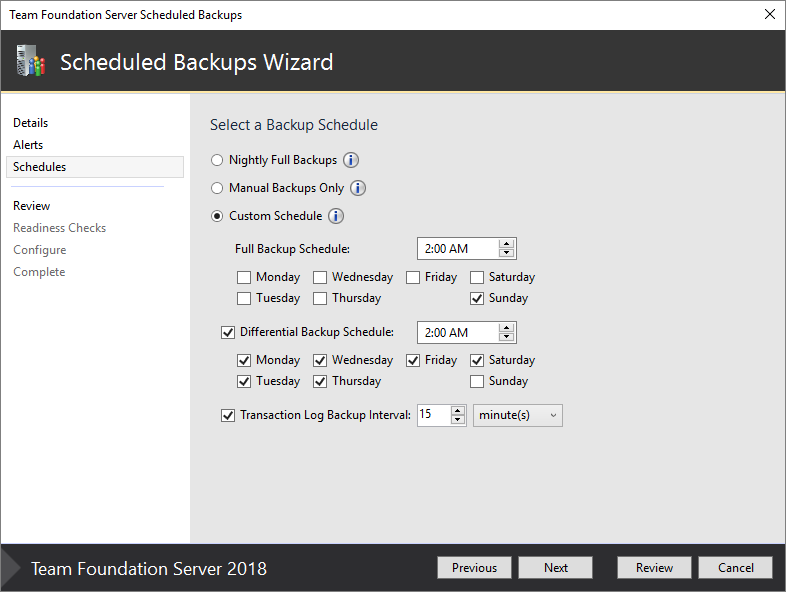 Team Foundation Server Scheduled Backups
Scheduled Backups Wizard
Details
Alerts
Schedules
Review
Readiness Checks
Configure
Complete
Select a Backup Schedule
Nightly Full Backups
Manual Backups Only
Custom Schedule
Full Backup Schedule: 2:00 AM
Monday Wednesday Friday Saturday
Tuesday Thursday Sunday
Differential Backup Schedule: 2:00 AM
Monday Wednesday Friday Saturday
Tuesday Thursday Sunday
Transaction Log Backup Interval: 15 minute(s)
Team Foundation Server 2018
Previous Next Review Cancel